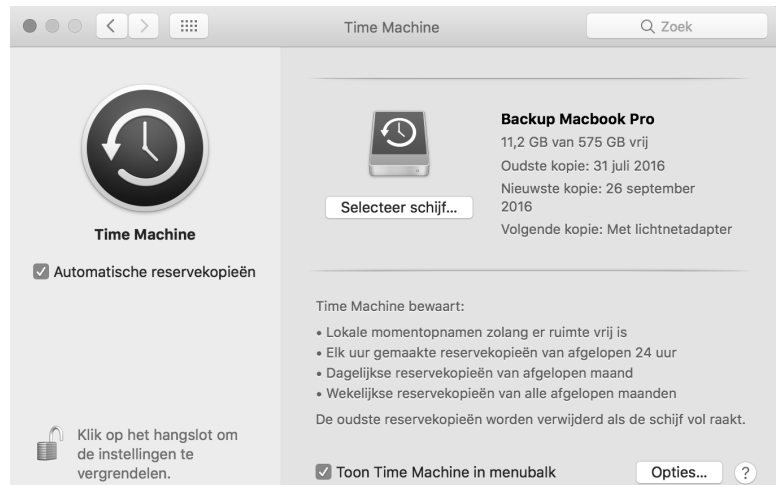 Time Machine
Zoek
Time Machine
Automatische reservekopieën
Klik op het hangslot om
de instellingen te
vergrendelen.
Selecteer schijf...
Backup Macbook Pro
11,2 GB van 575 GB vrij
Oudste kopie: 31 juli 2016
Nieuwste kopie: 26 september
2016
Volgende kopie: Met lichtnetadapter
Time Machine bewaart:
• Lokale momentopnamen zolang er ruimte vrij is
• Elk uur gemaakte reservekopieën van afgelopen 24 uur
• Dagelijkse reservekopieën van afgelopen maand
• Wekelijkse reservekopieën van alle afgelopen maanden
De oudste reservekopieën worden verwijderd als de schijf vol raakt.
Toon Time Machine in menubalk
Opties...
?